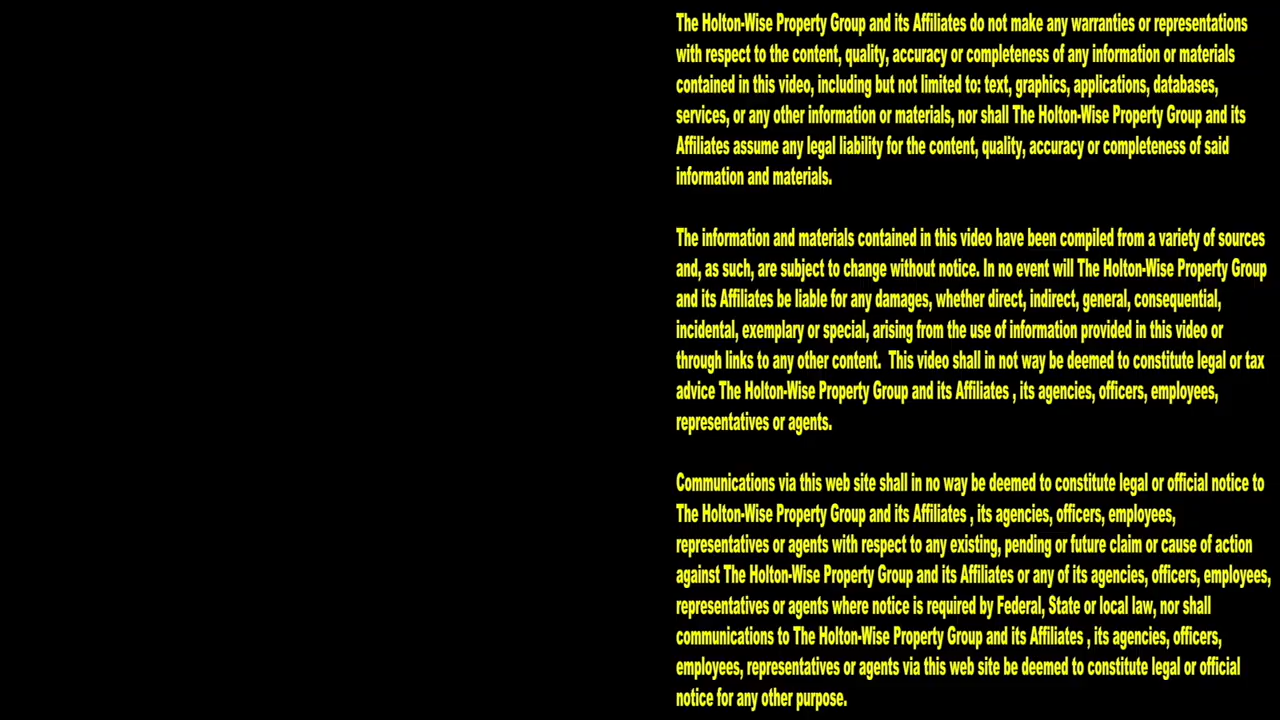 The Holton-Wise Property Group and its Affiliates do not make any warranties or representations
with respect to the content, quality, accuracy or completeness of any information or materials
contained in this video, including but not limited to: text, graphics, applications, databases,
services, or any other information or materials, nor shall The Holton-Wise Property Group and its
Affiliates assume any legal liability for the content, quality, accuracy or completeness of said
information and materials.
The information and materials contained in this video have been compiled from a variety of sources
and, as such, are subject to change without notice. In no event will The Holton-Wise Property Group
and its Affiliates be liable for any damages, whether direct, indirect, general, consequential,
incidental, exemplary or special, arising from the use of information provided in this video or
through links to any other content.  This video shall in not way be deemed to constitute legal or tax
advice The Holton-Wise Property Group and its Affiliates , its agencies, officers, employees,
representatives or agents.
Communications via this web site shall in no way be deemed to constitute legal or official notice to
The Holton-Wise Property Group and its Affiliates , its agencies, officers, employees,
representatives or agents with respect to any existing, pending or future claim or cause of action
against The Holton-Wise Property Group and its Affiliates or any of its agencies, officers, employees,
representatives or agents where notice is required by Federal, State or local law, nor shall
communications to The Holton-Wise Property Group and its Affiliates , its agencies, officers,
employees, representatives or agents via this web site be deemed to constitute legal or official
notice for any other purpose.